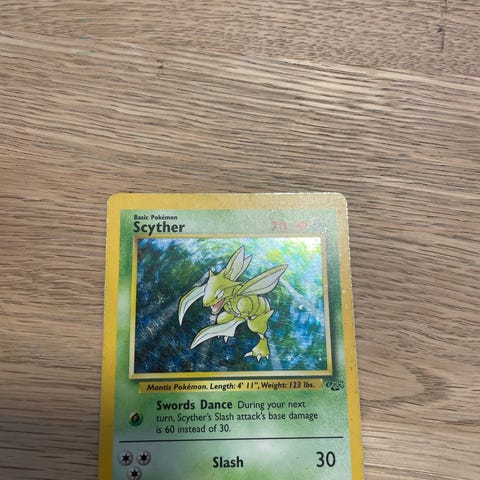 Basic Pokémon
Scyther
70
Mantis Pokémon. Length: 4' 11", Weight: 123 lbs.
Swords Dance During your next
turn, Scyther's Slash attack's base damage
is 60 instead of 30.
Slash 30